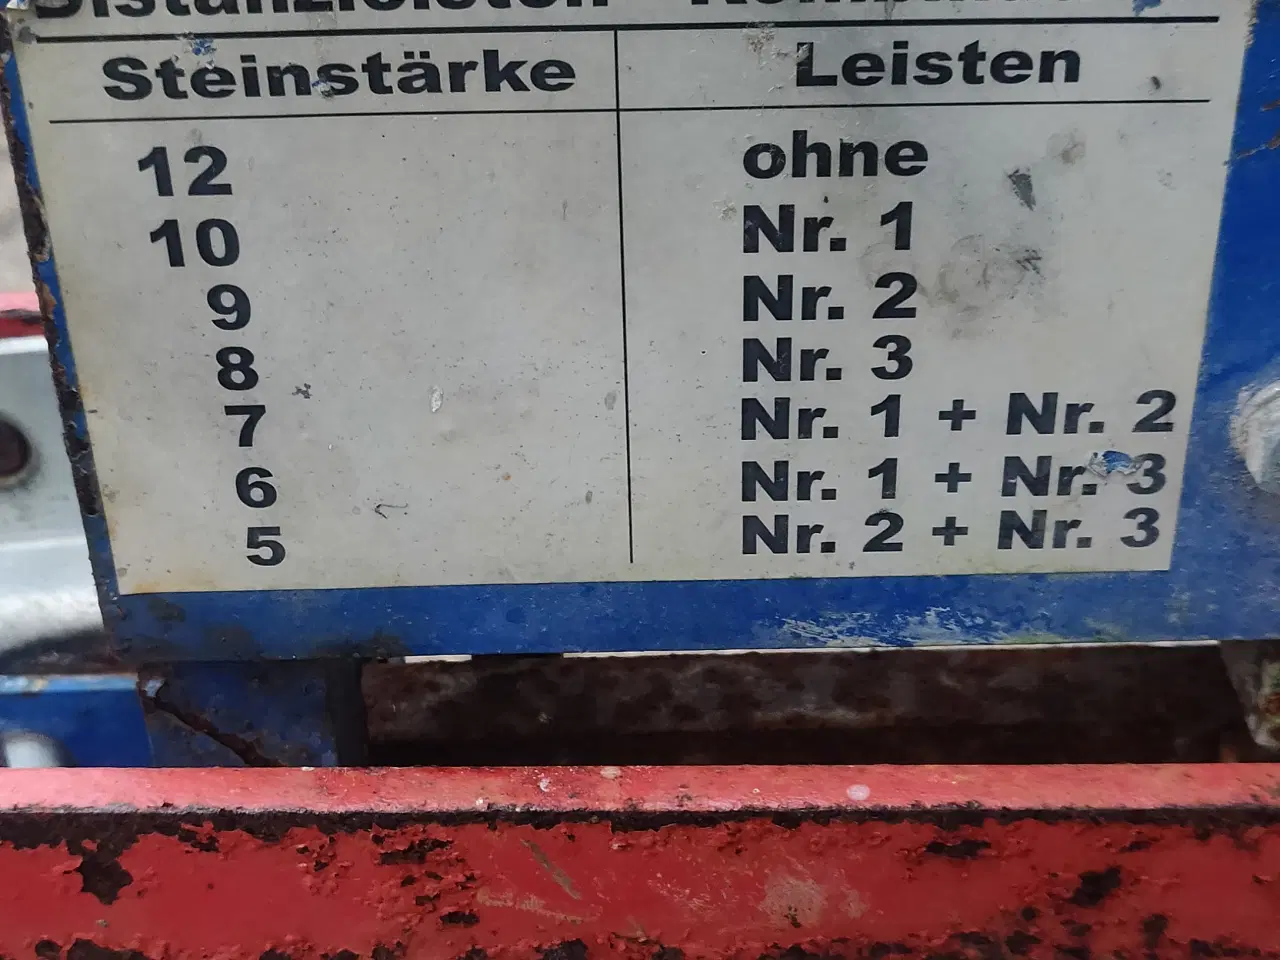 Distanzleisten
Steinstärke Leisten
12 ohne
10 Nr. 1
9 Nr. 2
8 Nr. 3
7 Nr. 1 + Nr. 2
6 Nr. 1 + Nr. 3
5 Nr. 2 + Nr. 3